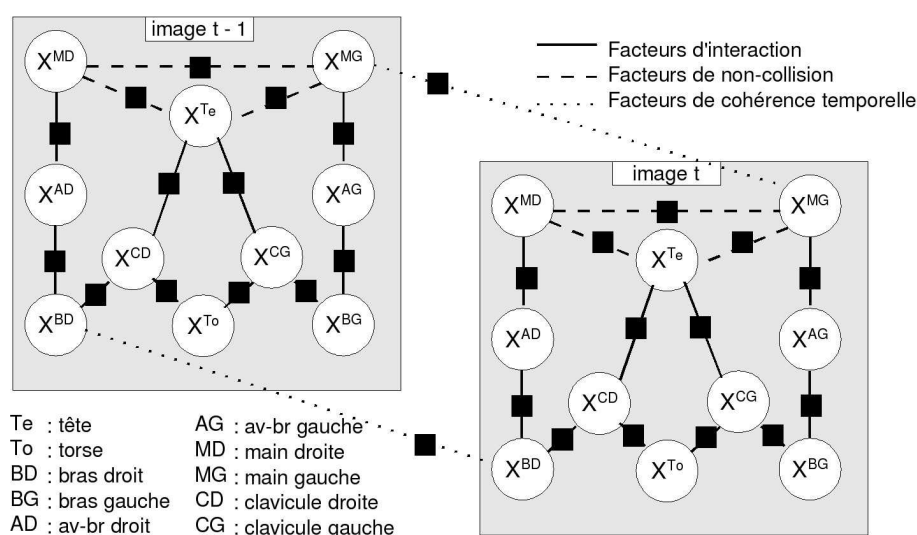 image t - 1
X^MD
X^MG
X^Te
X^AD
X^AG
X^CD
X^CG
X^BD
X^To
X^BG
Facteurs d'interaction
Facteurs de non-collision
Facteurs de cohérence temporelle
image t
X^MD
X^MG
X^Te
X^AD
X^AG
X^CD
X^CG
X^BD
X^To
X^BG
Te : tête
To : torse
BD : bras droit
BG : bras gauche
AD : av-br droit
AG : av-br gauche
MD : main droite
MG : main gauche
CD : clavicule droite
CG : clavicule gauche